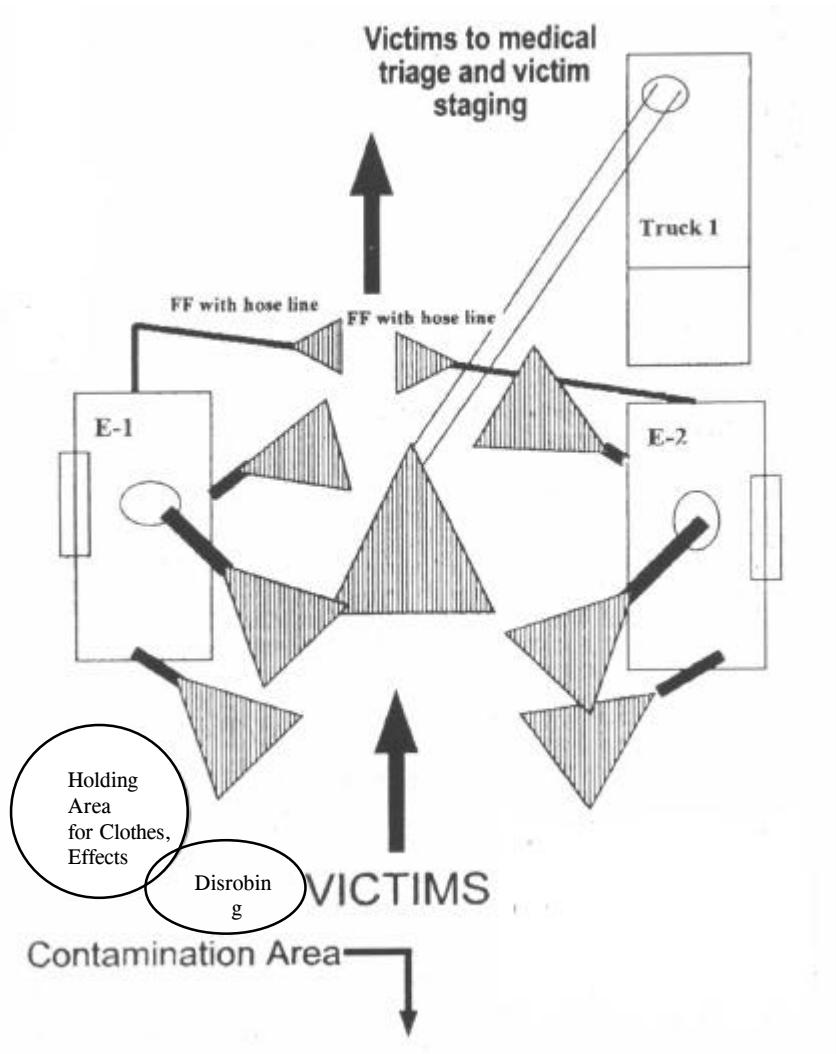 Victims to medical
triage and victim
staging
Truck 1
FF with hose line
FF with hose line
E-1
E-2
Holding
Area
for Clothes,
Effects
Disrobin
g
VICTIMS
Contamination Area